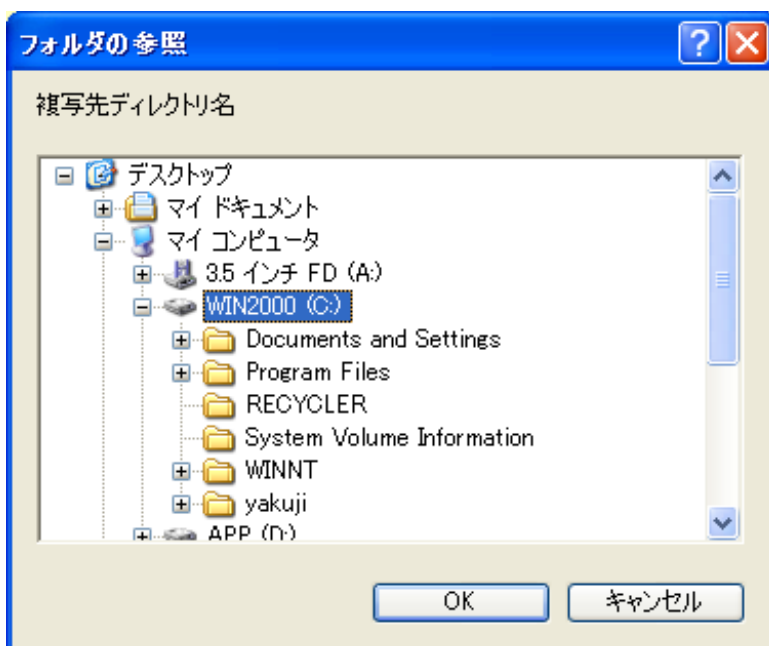 フォルダの参照
複写先ディレクトリ名
デスクトップ
マイ ドキュメント
マイ コンピュータ
3.5 インチ FD (A:)
WIN2000 (C:)
Documents and Settings
Program Files
RECYCLER
System Volume Information
WINNT
yakuji
APP (D:)
OK キャンセル